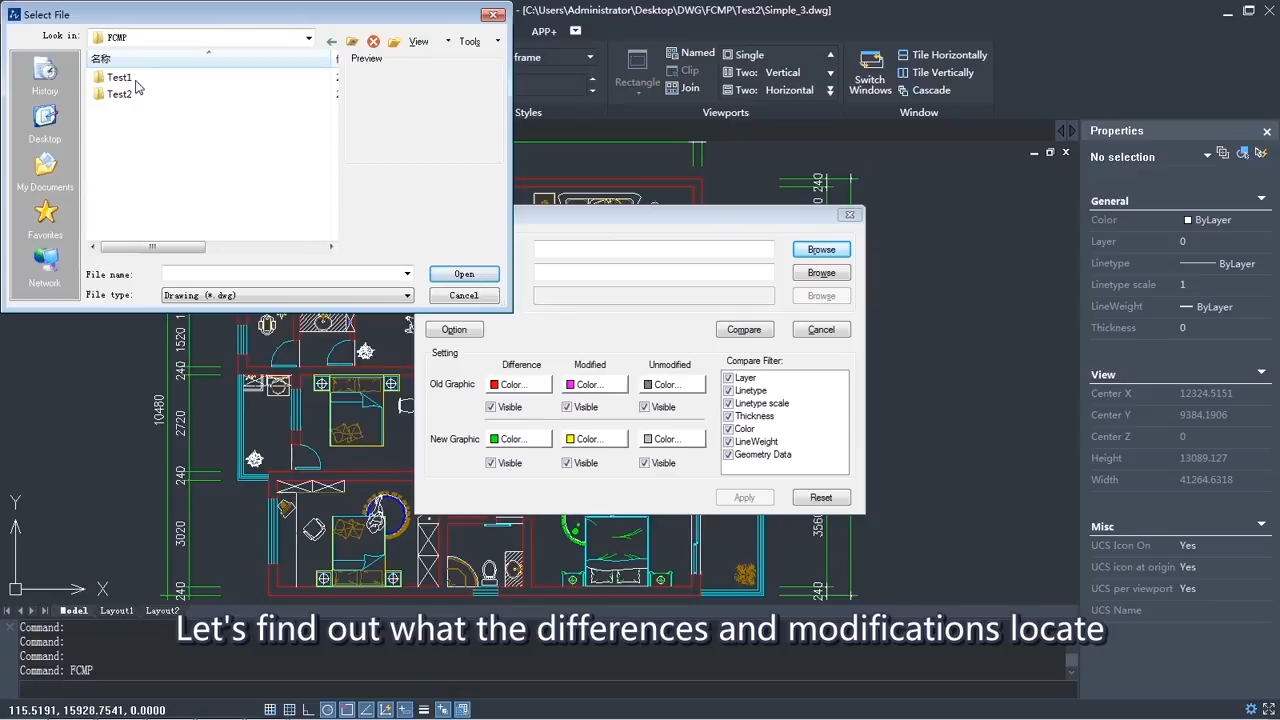 Select File
- [C:\Users\Administrator\Desktop\DWG\FCMP\Test2\Simple_3.dwg]
Look in:
FCMP
View
Tools
名称
Preview
Test1
Test2
History
Desktop
My Documents
Favorites
Network
File name:
Open
File type:
Drawing (*.dwg)
Cancel
APP+
frame
Styles
Rectangle
Named
Clip
Join
Single
Two: Vertical
Two: Horizontal
Viewports
Switch
Windows
Tile Horizontally
Tile Vertically
Cascade
Window
Browse
Browse
Browse
Option
Compare
Cancel
Setting
Difference
Modified
Unmodified
Old Graphic
Color...
Color...
Color...
Visible
Visible
Visible
New Graphic
Color...
Color...
Color...
Visible
Visible
Visible
Compare Filter:
Layer
Linetype
Linetype scale
Thickness
Color
LineWeight
Geometry Data
Apply
Reset
Properties
No selection
General
Color ByLayer
Layer 0
Linetype ByLayer
Linetype scale 1
LineWeight ByLayer
Thickness 0
View
Center X 12324.5151
Center Y 9384.1906
Center Z 0
Height 13089.127
Width 41264.6318
Misc
UCS Icon On Yes
UCS icon at origin Yes
UCS per viewport Yes
UCS Name
240
240
1520
240
10480
2720
240
3020
240
3560
240
Y
X
Model
Layout1
Layout2
Command:
Command:
Command:
Command: FCMP
Let's find out what the differences and modifications locate
115.5191, 15928.7541, 0.0000